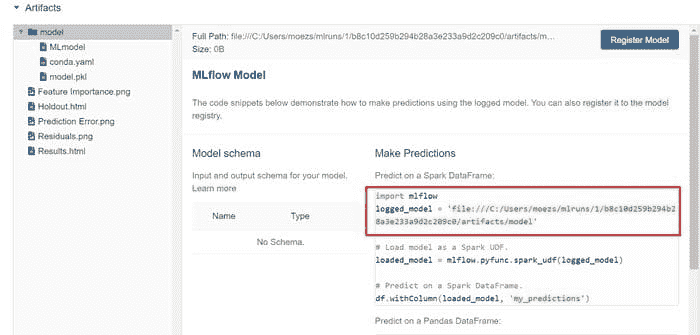 Artifacts
model
MLmodel
conda.yaml
model.pkl
Feature Importance.png
Holdout.html
Prediction Error.png
Residuals.png
Results.html
Full Path: file:///C:/Users/moezs/mlruns/1/b8c10d259b294b28a3e233a9d2c209c0/artifacts/m...
Size: 0B
Register Model
MLflow Model
The code snippets below demonstrate how to make predictions using the logged model. You can also register it to the model
registry.
Model schema
Input and output schema for your model.
Learn more
Name Type
No Schema.
Make Predictions
Predict on a Spark DataFrame:
import mlflow
logged_model = 'file:///C:/Users/moezs/mlruns/1/b8c10d259b294b2
8a3e233a9d2c209c0/artifacts/model'
# Load model as a Spark UDF.
loaded_model = mlflow.pyfunc.spark_udf(logged_model)
# Predict on a Spark DataFrame.
df.withColumn(loaded_model, 'my_predictions')
Predict on a Pandas DataFrame: